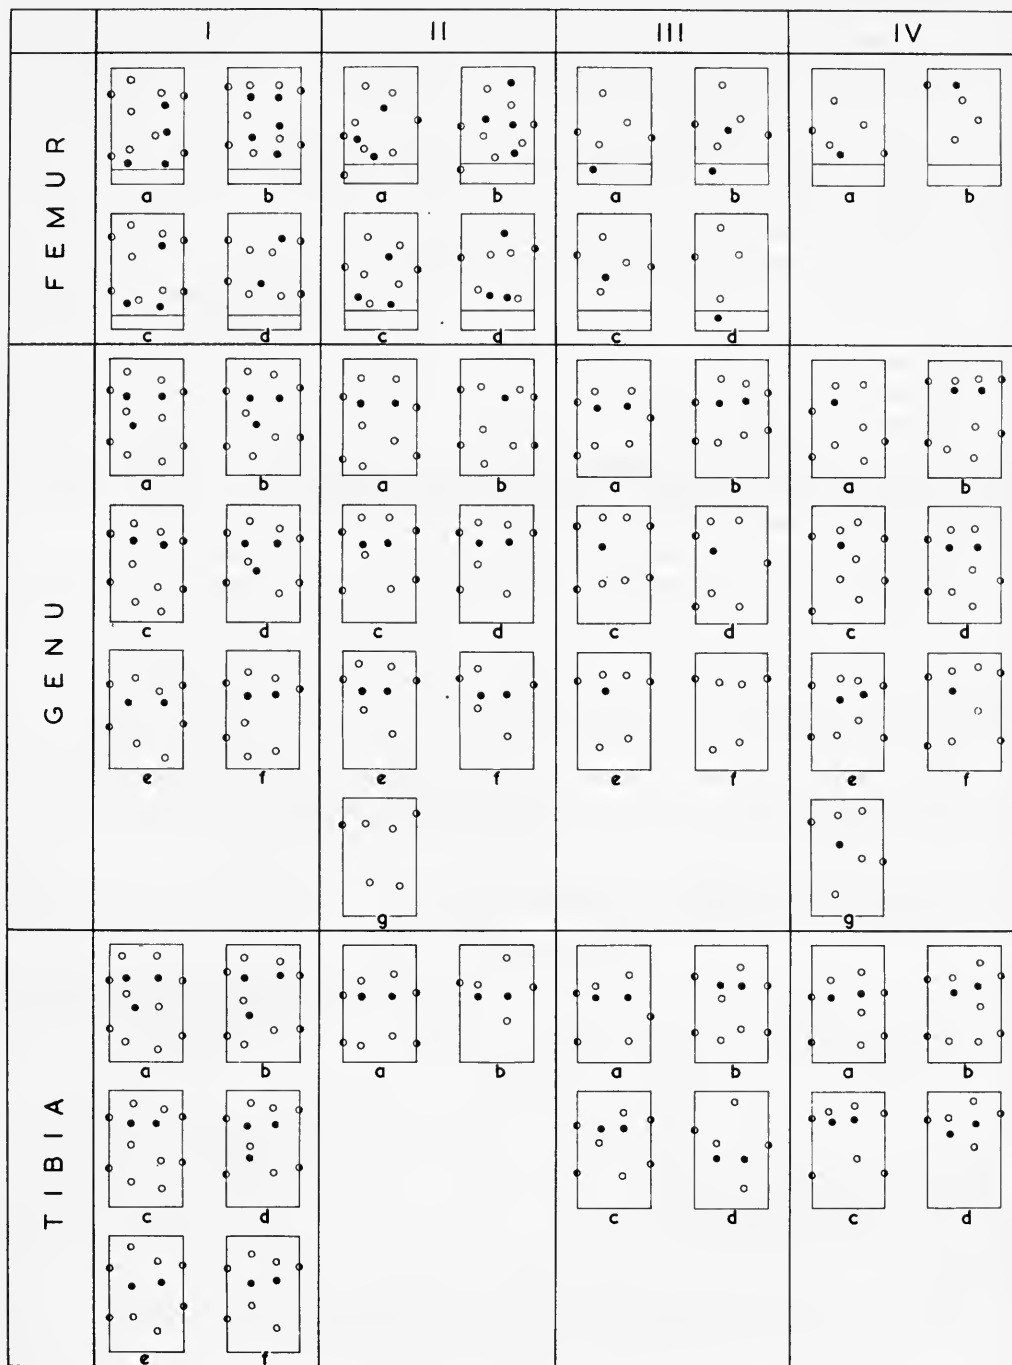 I II III IV
FEMUR
a b a b a b a b
c d c d c d
GENU
a b a b a b a b
c d c d c d c d
e f e f e f e f
g g
TIBIA
a b a b a b a b
c d c d c d
e f